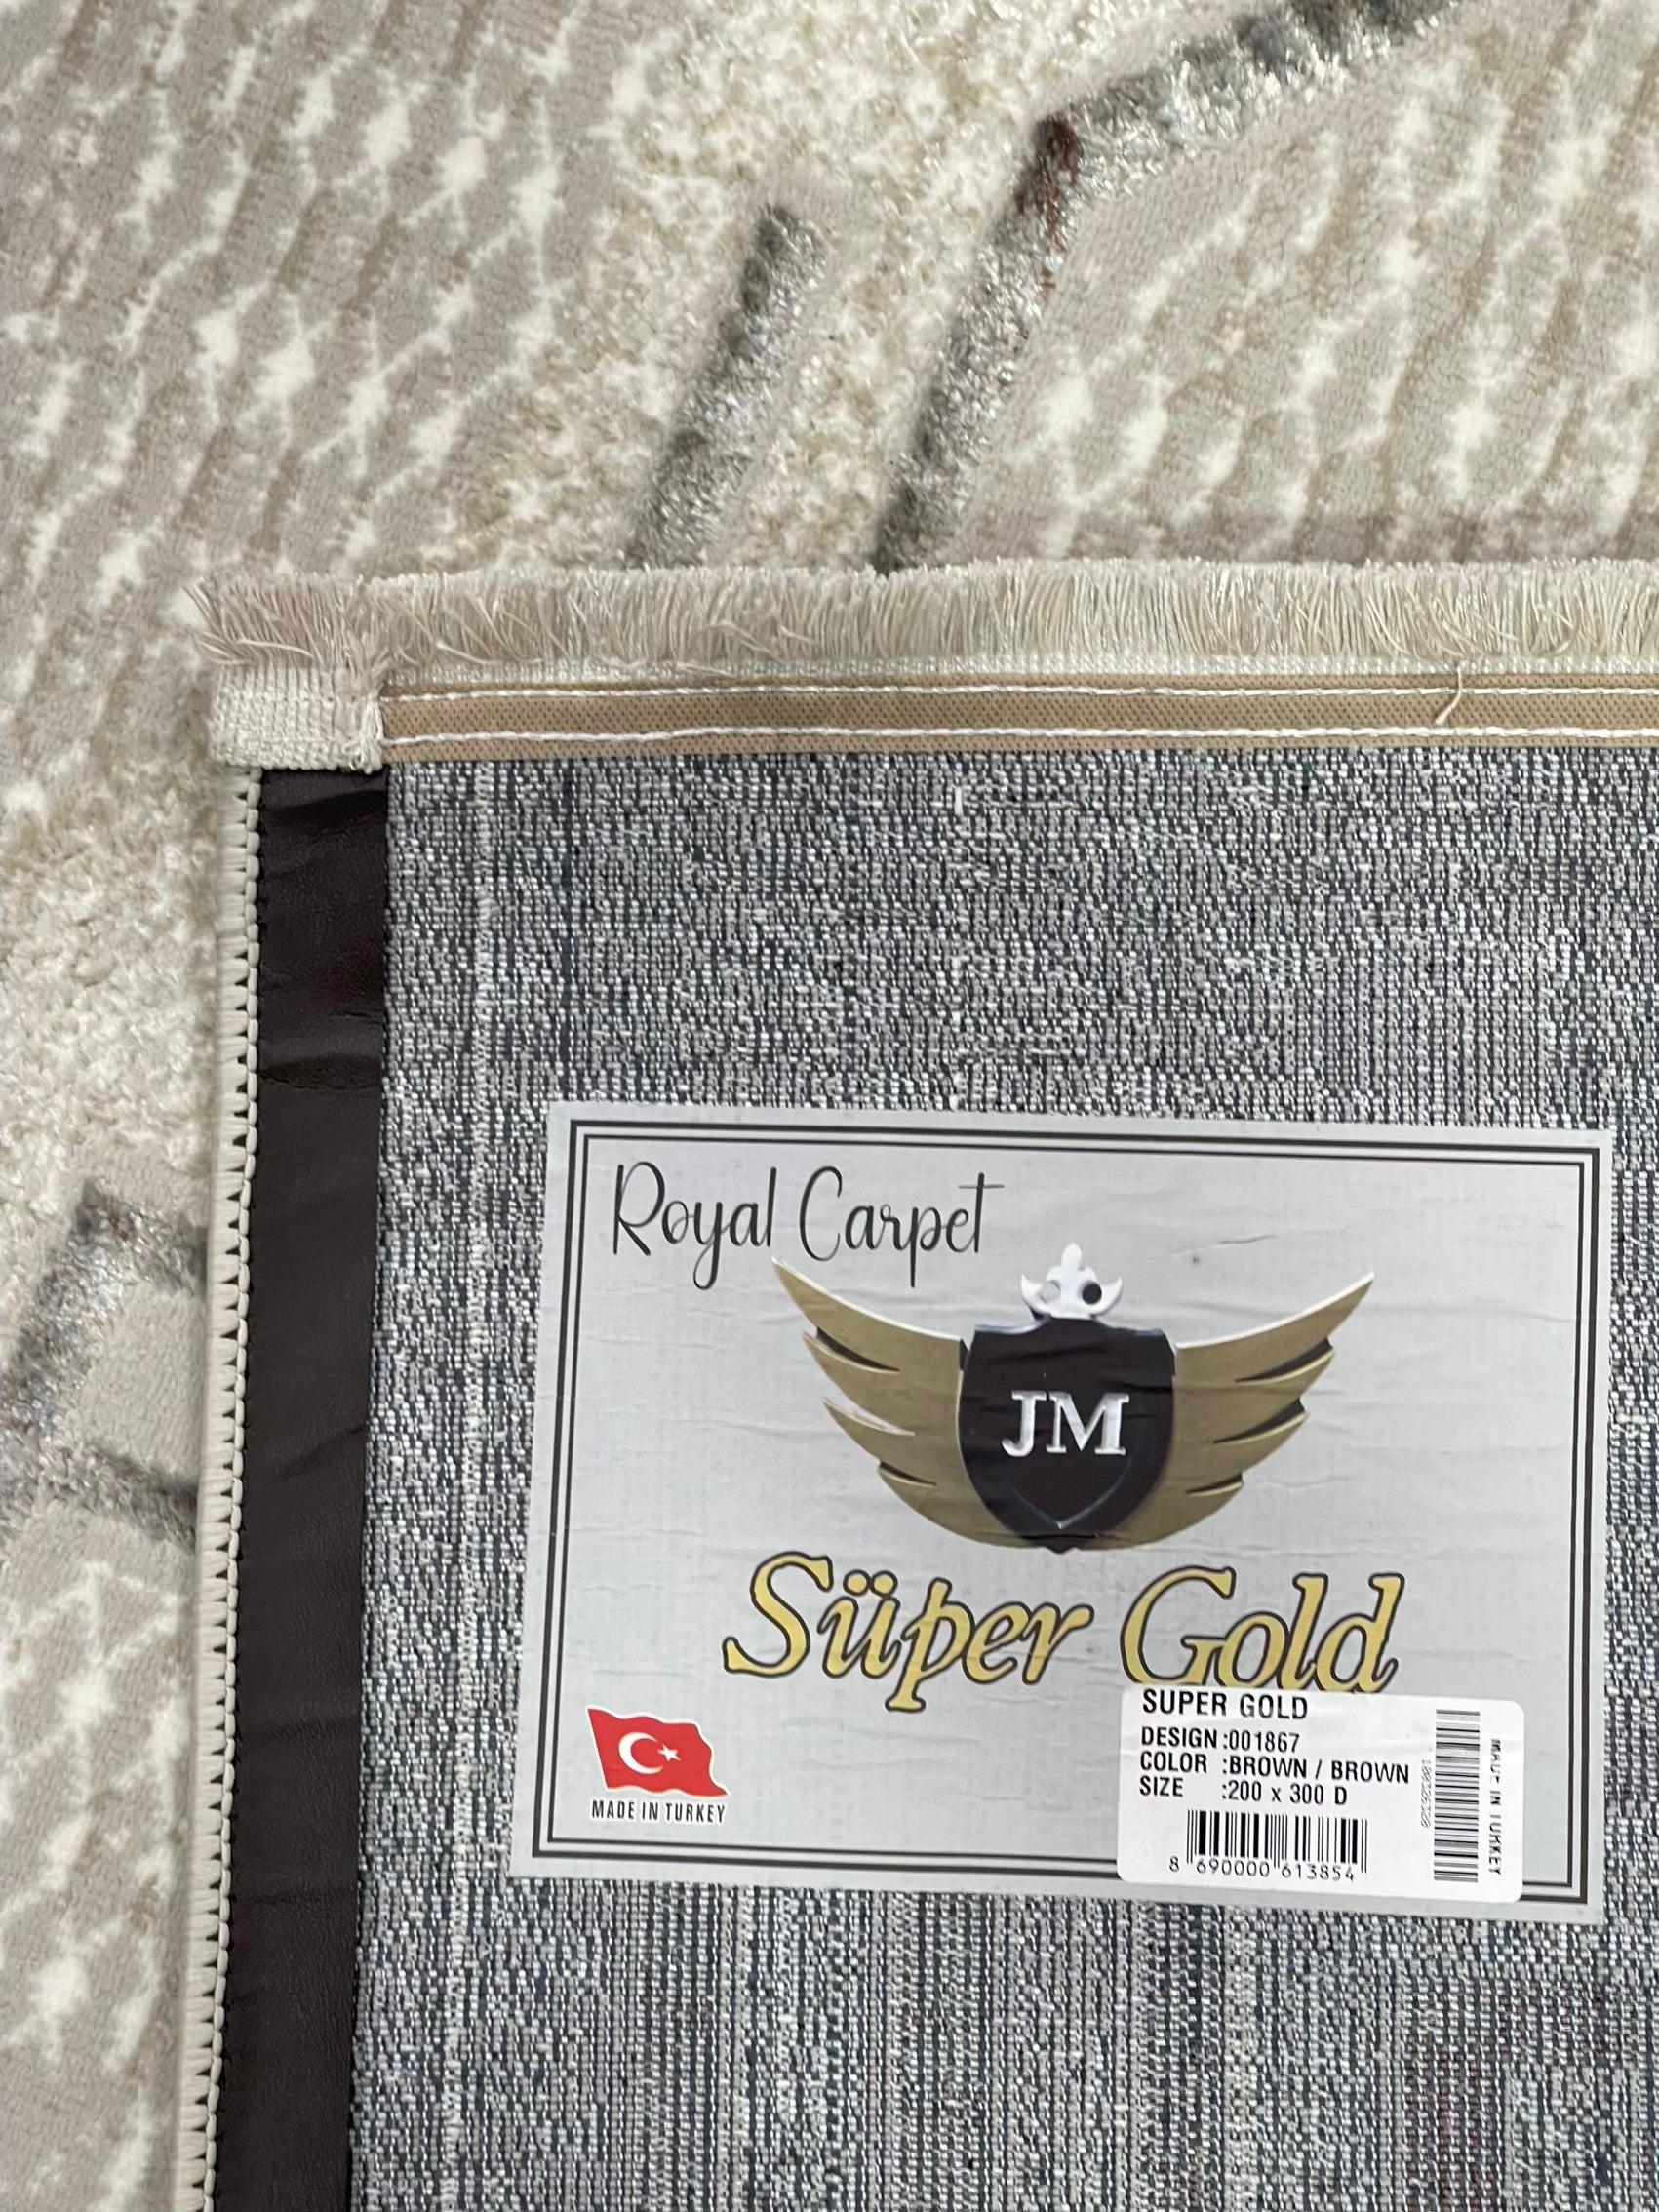 Royal Carpet
JM
Süper Gold
MADE IN TURKEY
SUPER GOLD
DESIGN :001867
COLOR :BROWN / BROWN
SIZE :200 x 300 D
8 690000 613854
MADE IN TURKEY